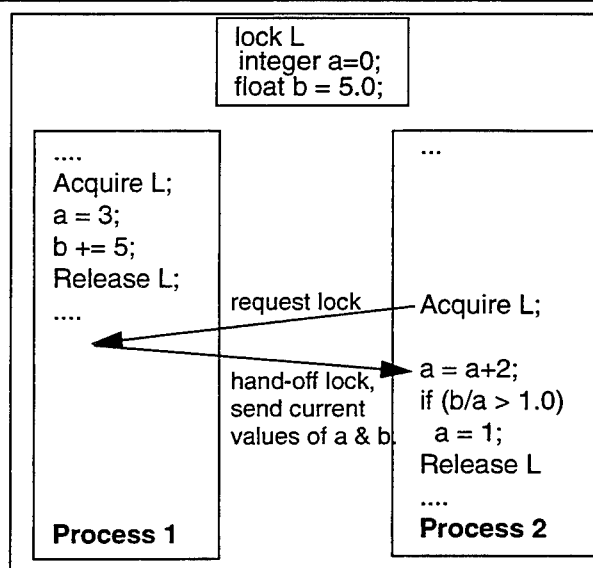 lock L
integer a=0;
float b = 5.0;
....
Acquire L;
a = 3;
b += 5;
Release L;
....
Process 1
request lock
hand-off lock,
send current
values of a & b.
...
Acquire L;
a = a+2;
if (b/a > 1.0)
a = 1;
Release L
....
Process 2